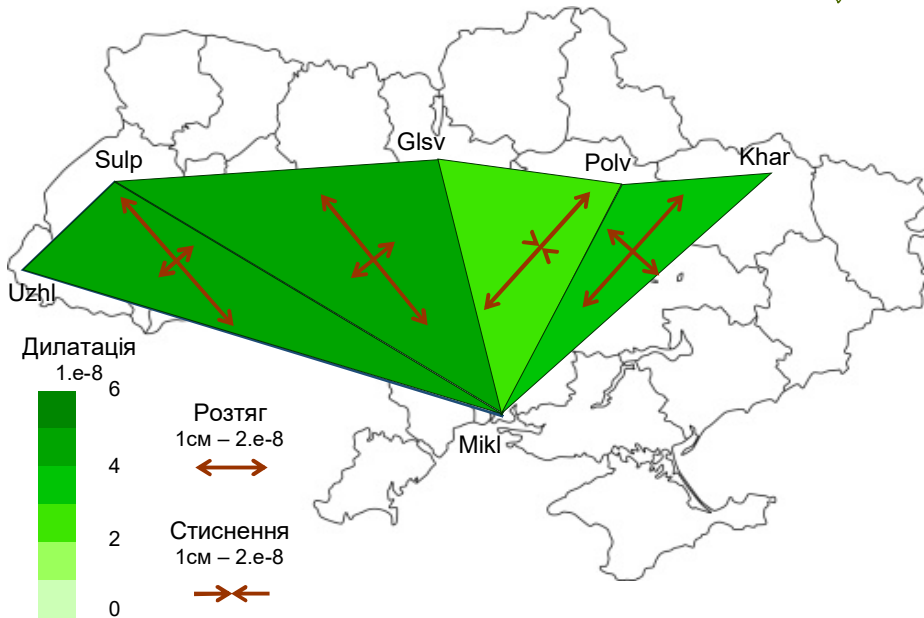 Glsv
Sulp
Polv
Khar
Uzhl
Mikl
Дилатація
1.e-8
6
4
2
0
Розтяг
1см – 2.e-8
Стиснення
1см – 2.e-8